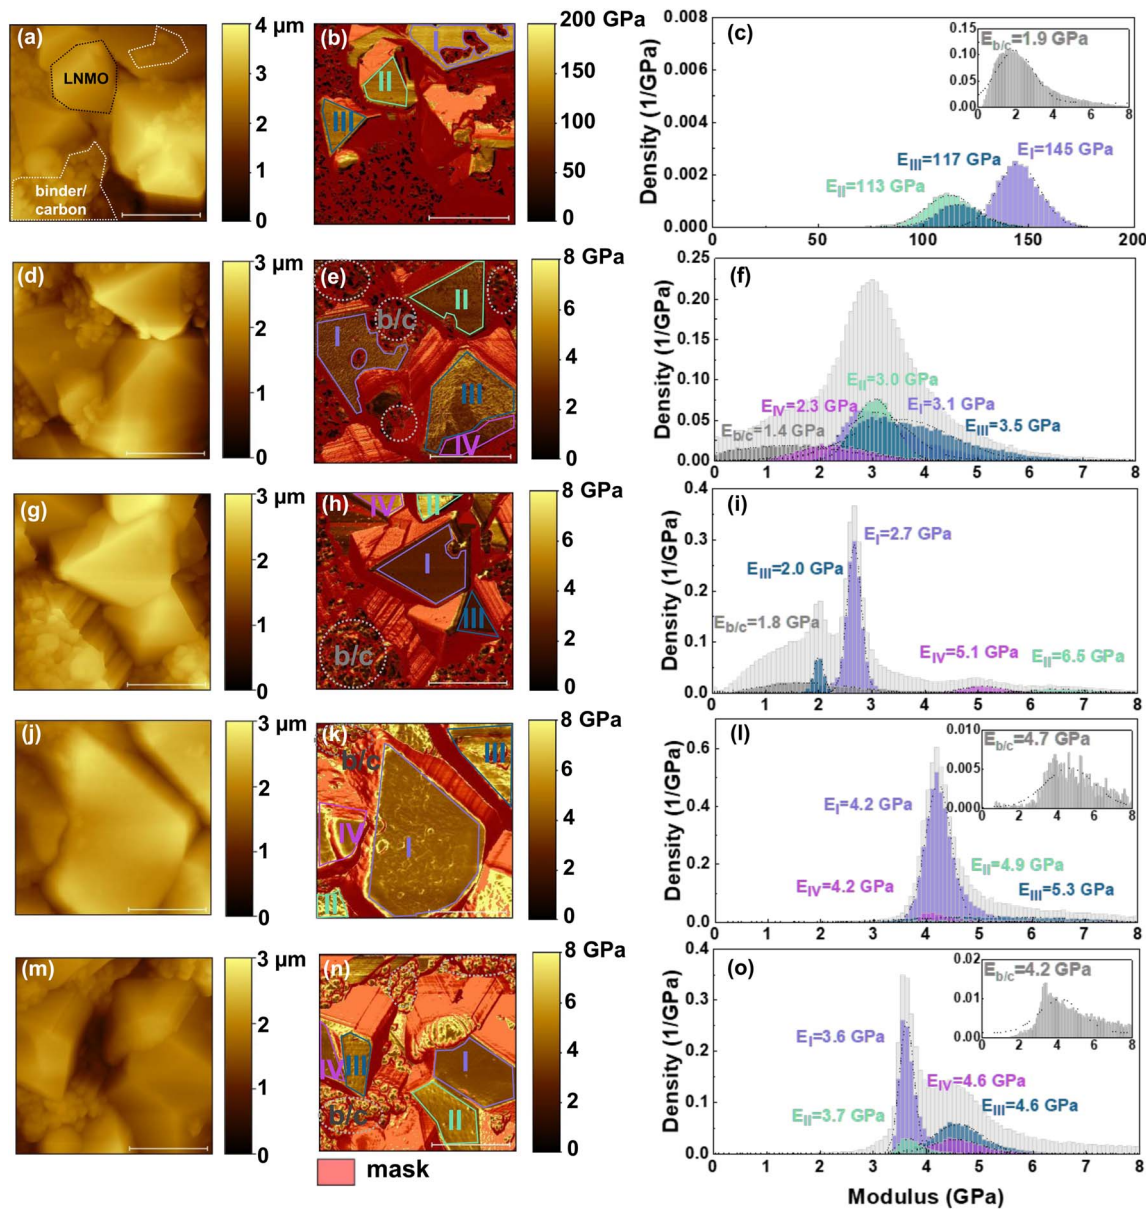 (a)
LNMO
binder/
carbon
4 µm
3
2
1
0
(b)
I
II
III
200 GPa
150
100
50
0
(c)
Density (1/GPa)
0.008
0.006
0.004
0.002
0.000
0 50 100 150 200
E_II=113 GPa
E_III=117 GPa
E_I=145 GPa
E_b/c=1.9 GPa
0.15
0.10
0.05
0.00
0 2 4 6 8
(d)
3 µm
2
1
0
(e)
I
II
III
IV
b/c
8 GPa
6
4
2
0
(f)
Density (1/GPa)
0.25
0.20
0.15
0.10
0.05
0.00
0 1 2 3 4 5 6 7 8
E_II=3.0 GPa
E_IV=2.3 GPa
E_I=3.1 GPa
E_b/c=1.4 GPa
E_III=3.5 GPa
(g)
3 µm
2
1
0
(h)
IV
II
I
III
b/c
8 GPa
6
4
2
0
(i)
Density (1/GPa)
0.4
0.3
0.2
0.1
0.0
0 1 2 3 4 5 6 7 8
E_I=2.7 GPa
E_III=2.0 GPa
E_b/c=1.8 GPa
E_IV=5.1 GPa
E_II=6.5 GPa
(j)
3 µm
2
1
0
(k)
b/c
III
IV
I
II
8 GPa
6
4
2
0
(l)
Density (1/GPa)
0.6
0.4
0.2
0.0
0 1 2 3 4 5 6 7 8
E_I=4.2 GPa
E_II=4.9 GPa
E_IV=4.2 GPa
E_III=5.3 GPa
E_b/c=4.7 GPa
0.010
0.005
0.000
0 2 4 6 8
(m)
3 µm
2
1
0
(n)
IV
III
I
II
b/c
8 GPa
6
4
2
0
mask
(o)
Density (1/GPa)
0.4
0.3
0.2
0.1
0.0
0 1 2 3 4 5 6 7 8
E_I=3.6 GPa
E_IV=4.6 GPa
E_II=3.7 GPa
E_III=4.6 GPa
E_b/c=4.2 GPa
0.02
0.01
0.00
0 2 4 6 8
Modulus (GPa)